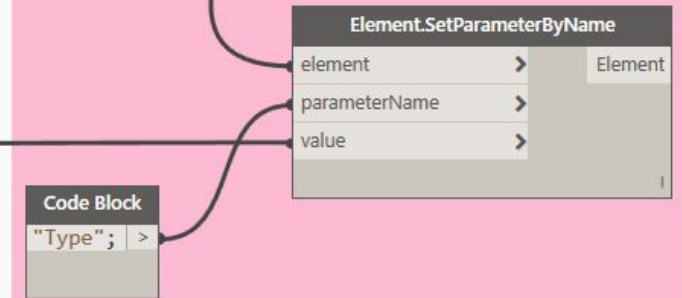 Element.SetParameterByName
element > Element
parameterName >
value >
l
Code Block
"Type"; >